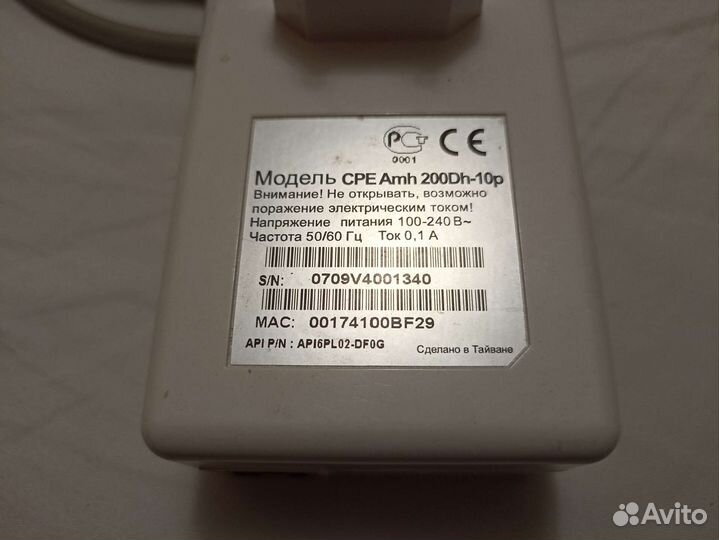 РСТ CE
0001
Модель CPE Amh 200Dh-10p
Внимание! Не открывать, возможно
поражение электрическим током!
Напряжение питания 100-240 В~
Частота 50/60 Гц Ток 0,1 А
S/N: 0709V4001340
MAC: 00174100BF29
API P/N : API6PL02-DF0G
Сделано в Тайване
Avito